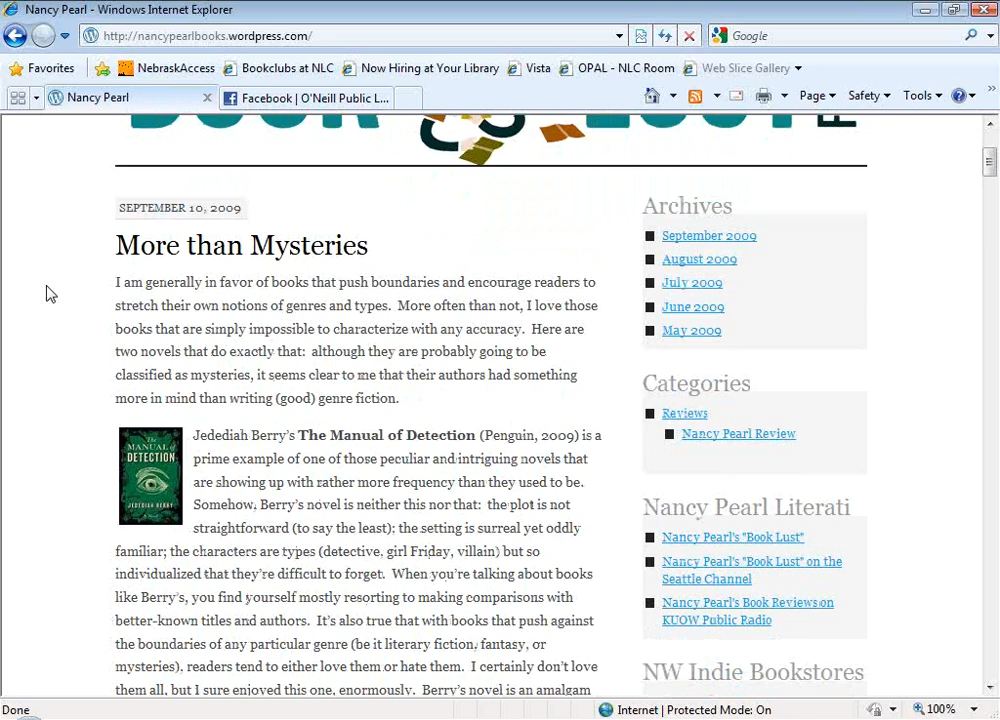 Nancy Pearl - Windows Internet Explorer
http://nancypearlbooks.wordpress.com/
Google
Favorites NebraskAccess Bookclubs at NLC Now Hiring at Your Library Vista OPAL - NLC Room Web Slice Gallery
Nancy Pearl Facebook | O'Neill Public L... Page Safety Tools
SEPTEMBER 10, 2009
More than Mysteries
I am generally in favor of books that push boundaries and encourage readers to
stretch their own notions of genres and types.  More often than not, I love those
books that are simply impossible to characterize with any accuracy.  Here are
two novels that do exactly that:  although they are probably going to be
classified as mysteries, it seems clear to me that their authors had something
more in mind than writing (good) genre fiction.
The
MANUAL of
DETECTION
JEDEDIAH BERRY
Jedediah Berry's The Manual of Detection (Penguin, 2009) is a
prime example of one of those peculiar and intriguing novels that
are showing up with rather more frequency than they used to be.
Somehow, Berry's novel is neither this nor that:  the plot is not
straightforward (to say the least); the setting is surreal yet oddly
familiar; the characters are types (detective, girl Friday, villain) but so
individualized that they're difficult to forget.  When you're talking about books
like Berry's, you find yourself mostly resorting to making comparisons with
better-known titles and authors.  It's also true that with books that push against
the boundaries of any particular genre (be it literary fiction, fantasy, or
mysteries), readers tend to either love them or hate them.  I certainly don't love
them all, but I sure enjoyed this one, enormously.  Berry's novel is an amalgam
Archives
September 2009
August 2009
July 2009
June 2009
May 2009
Categories
Reviews
Nancy Pearl Review
Nancy Pearl Literati
Nancy Pearl's "Book Lust"
Nancy Pearl's "Book Lust" on the
Seattle Channel
Nancy Pearl's Book Reviews on
KUOW Public Radio
NW Indie Bookstores
Done
Internet | Protected Mode: On
100%